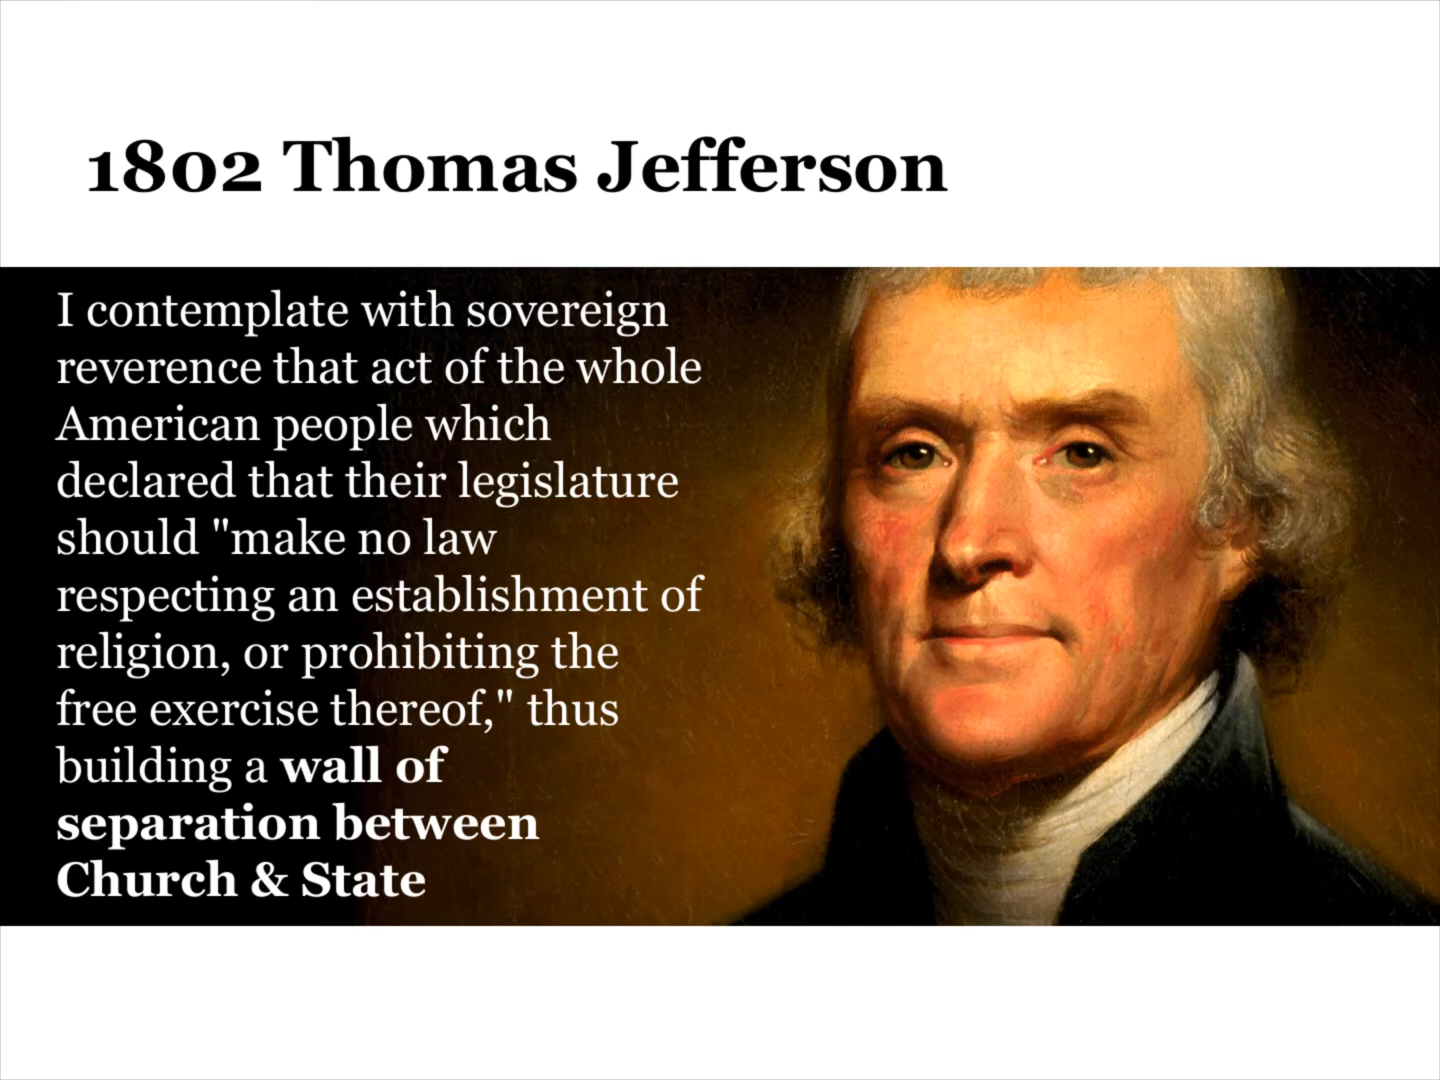 1802 Thomas Jefferson
I contemplate with sovereign
reverence that act of the whole
American people which
declared that their legislature
should "make no law
respecting an establishment of
religion, or prohibiting the
free exercise thereof," thus
building a wall of
separation between
Church & State